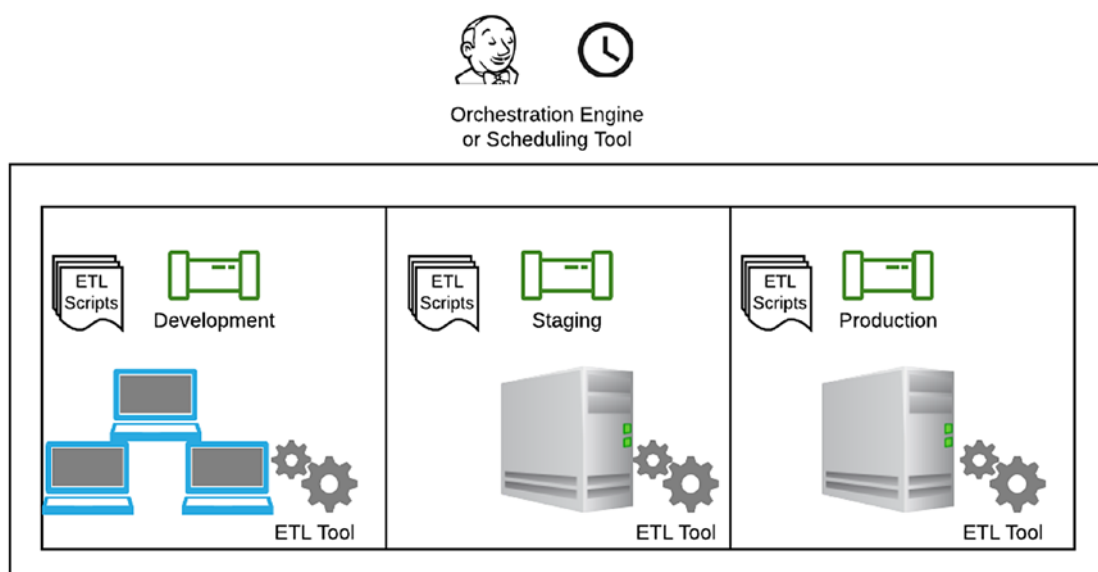 Orchestration Engine
or Scheduling Tool
ETL
Scripts
Development
ETL Tool
ETL
Scripts
Staging
ETL Tool
ETL
Scripts
Production
ETL Tool